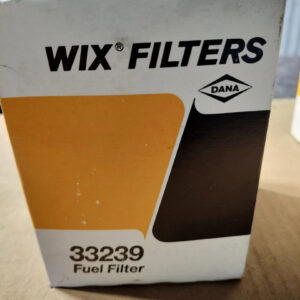 WIX® FILTERS
DANA
33239
Fuel Filter